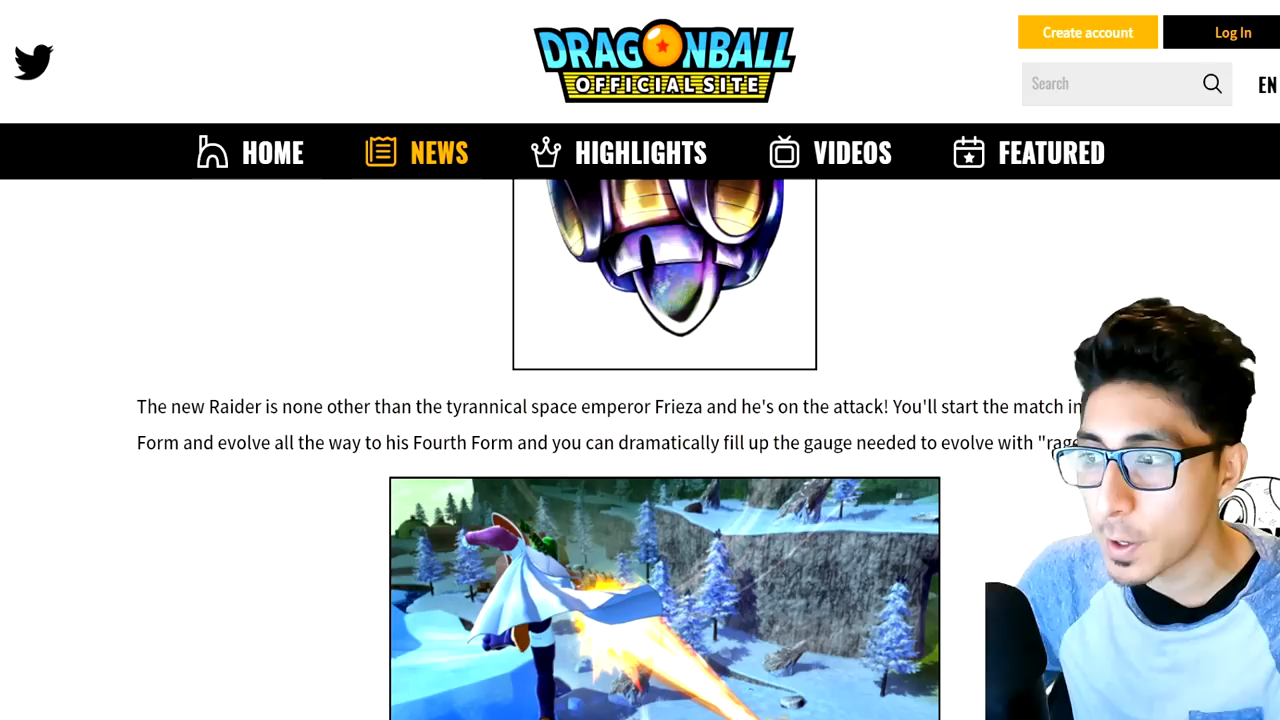 DRAGONBALL
OFFICIAL SITE
Create account
Log In
Search
EN
HOME
NEWS
HIGHLIGHTS
VIDEOS
FEATURED
The new Raider is none other than the tyrannical space emperor Frieza and he's on the attack! You'll start the match in
Form and evolve all the way to his Fourth Form and you can dramatically fill up the gauge needed to evolve with "rage